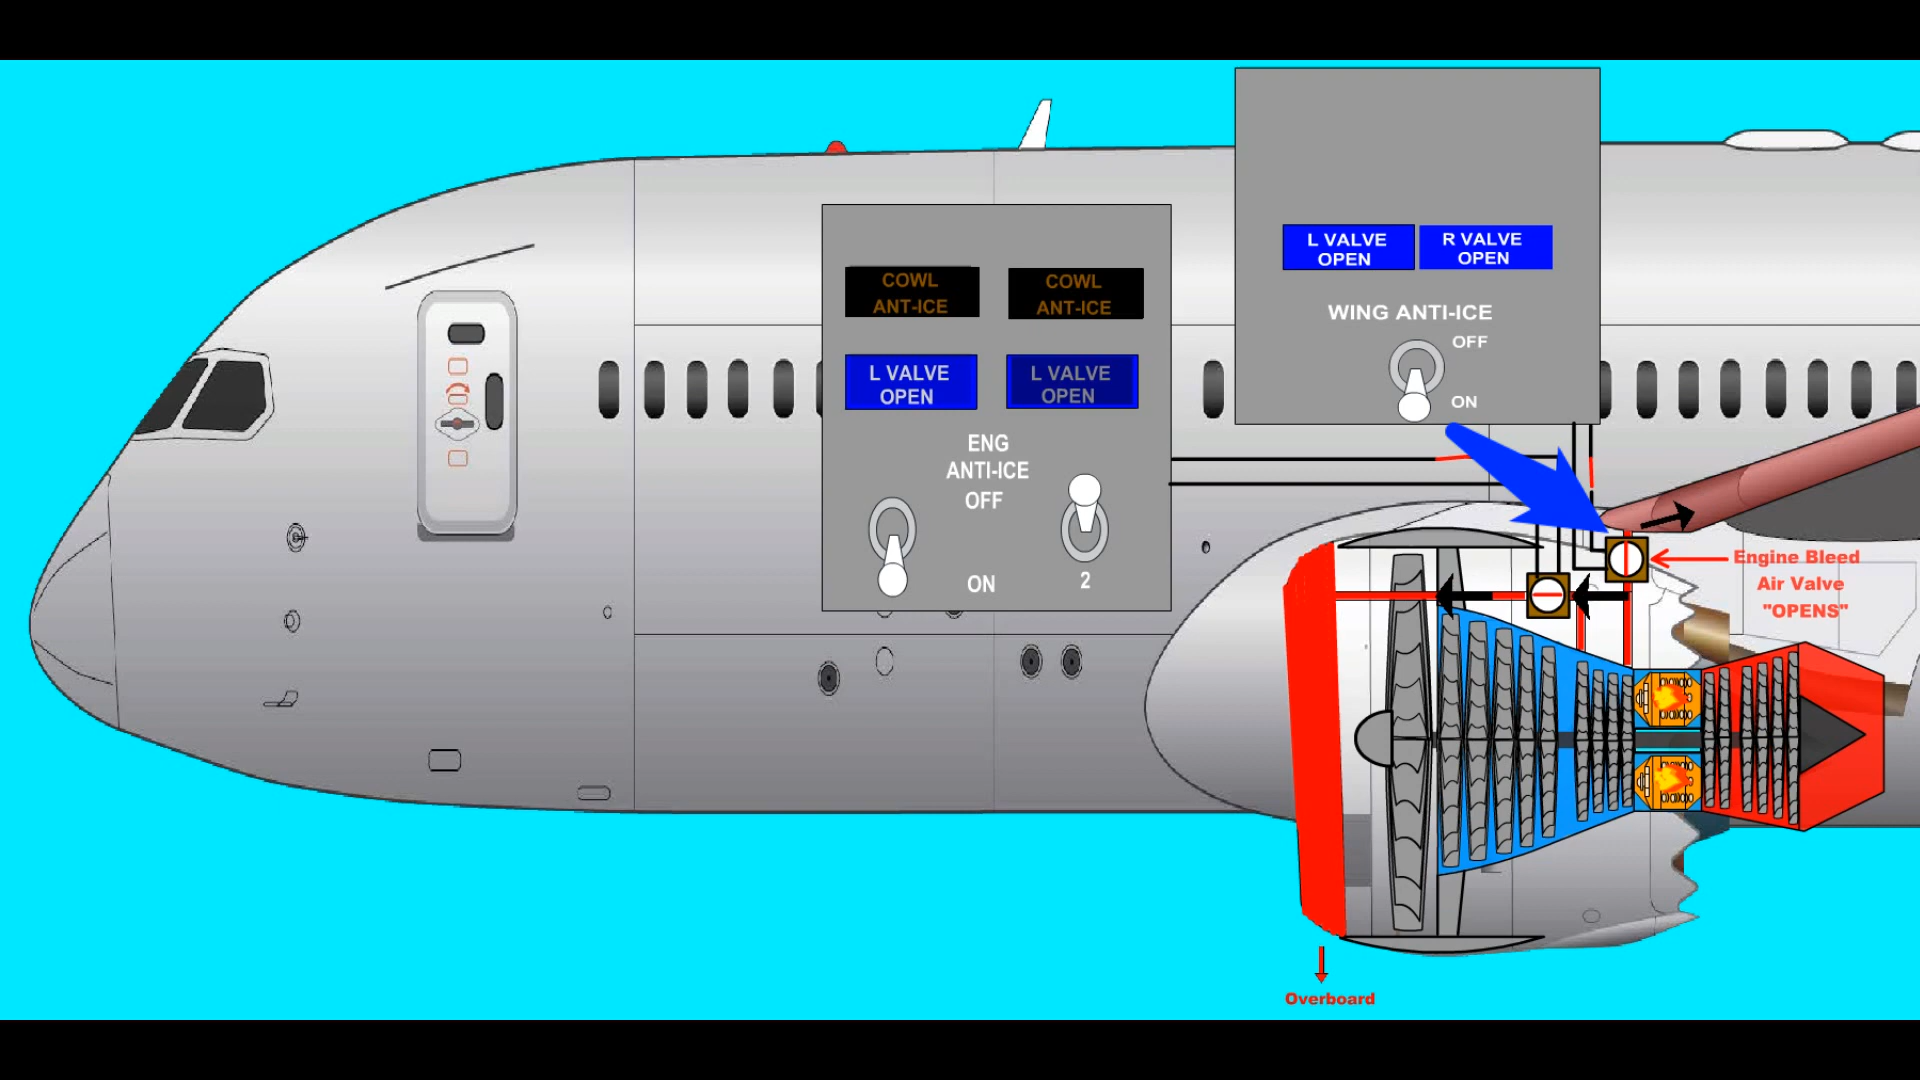 COWL
ANT-ICE
COWL
ANT-ICE
L VALVE
OPEN
L VALVE
OPEN
ENG
ANTI-ICE
OFF
ON
2
L VALVE
OPEN
R VALVE
OPEN
WING ANTI-ICE
OFF
ON
Engine Bleed
Air Valve
"OPENS"
Overboard